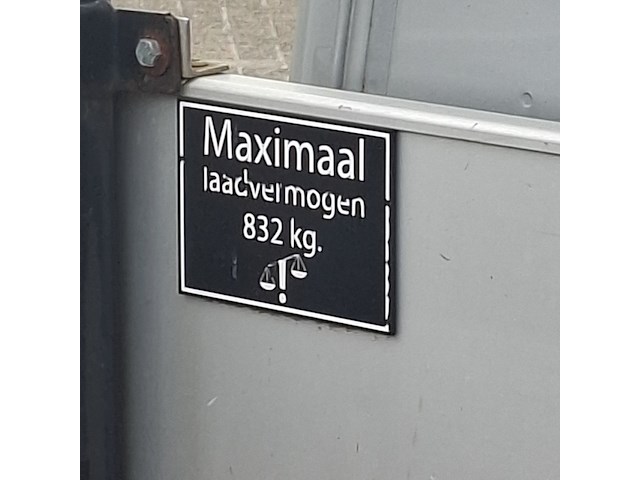 Maximaal
laadvermogen
832 kg.